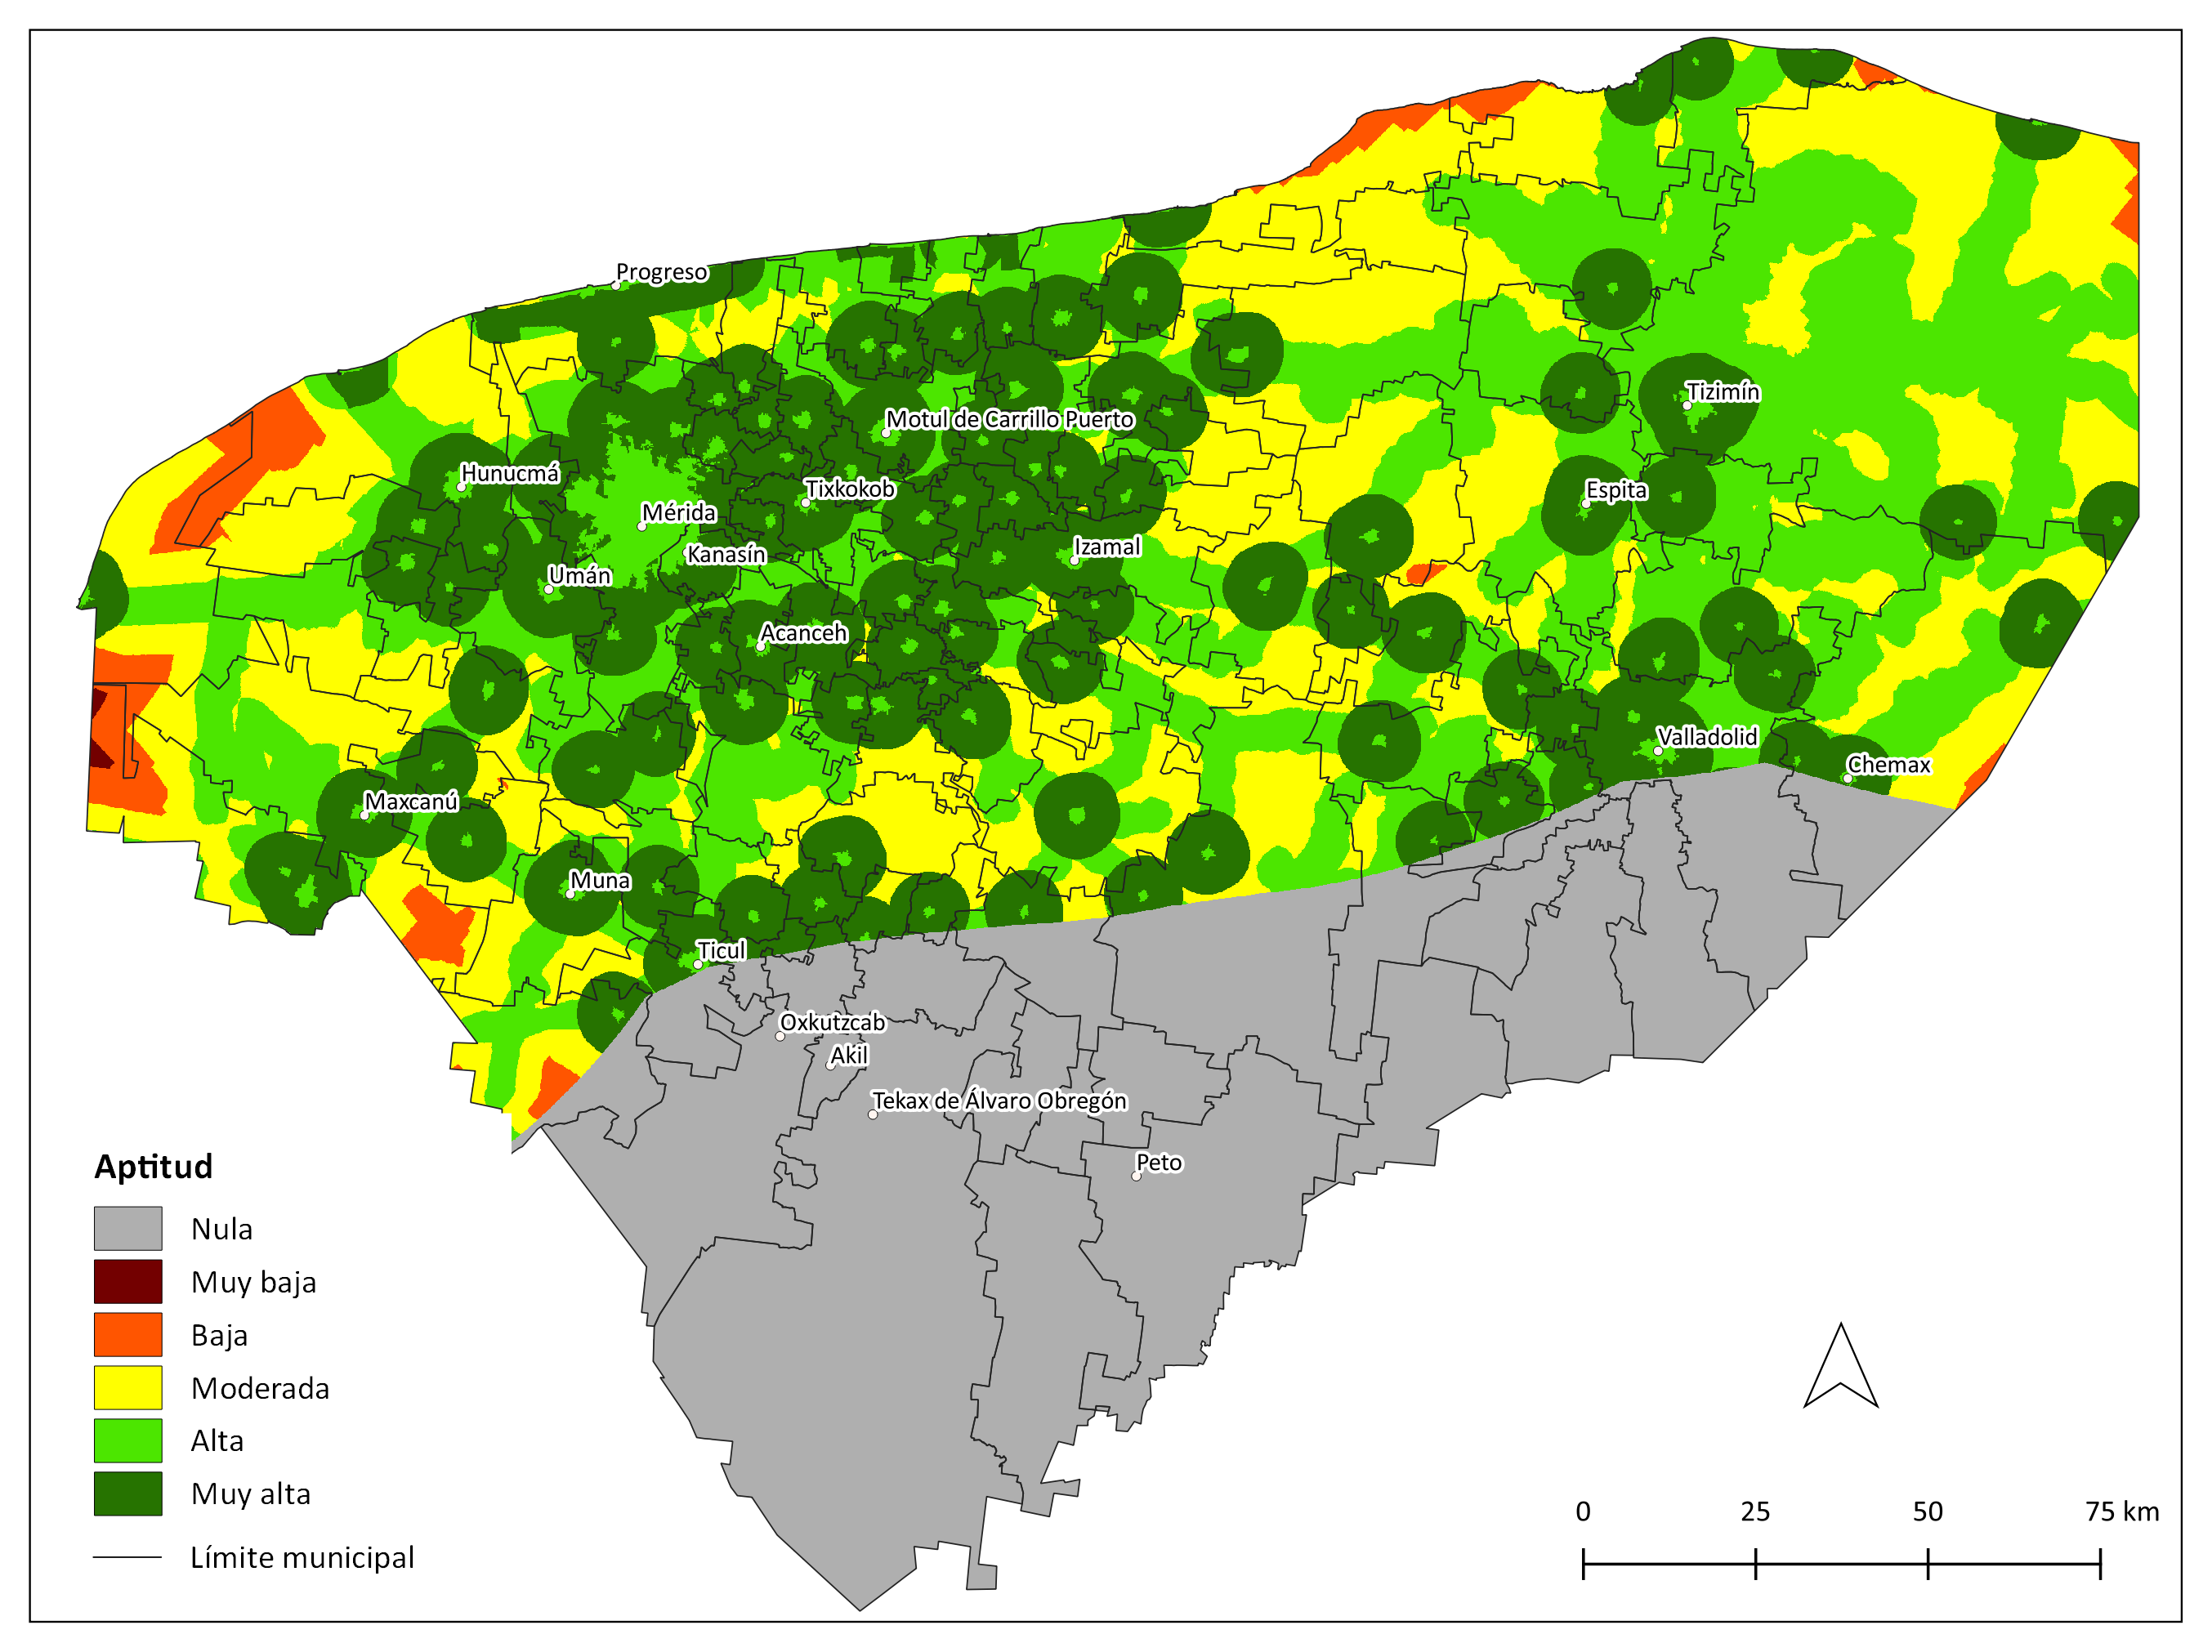 Progreso
Tizimín
Motul de Carrillo Puerto
Hunucmá
Tixkokob
Espita
Mérida
Kanasín
Izamal
Umán
Acanceh
Valladolid
Chemax
Maxcanú
Muna
Ticul
Oxkutzcab
Akil
Tekax de Álvaro Obregón
Peto
Aptitud
Nula
Muy baja
Baja
Moderada
Alta
Muy alta
Límite municipal
0 25 50 75 km